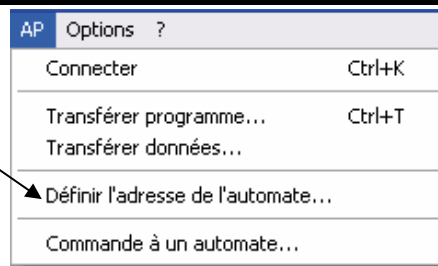 AP Options ?
Connecter Ctrl+K
Transférer programme... Ctrl+T
Transférer données...
Définir l'adresse de l'automate...
Commande à un automate...